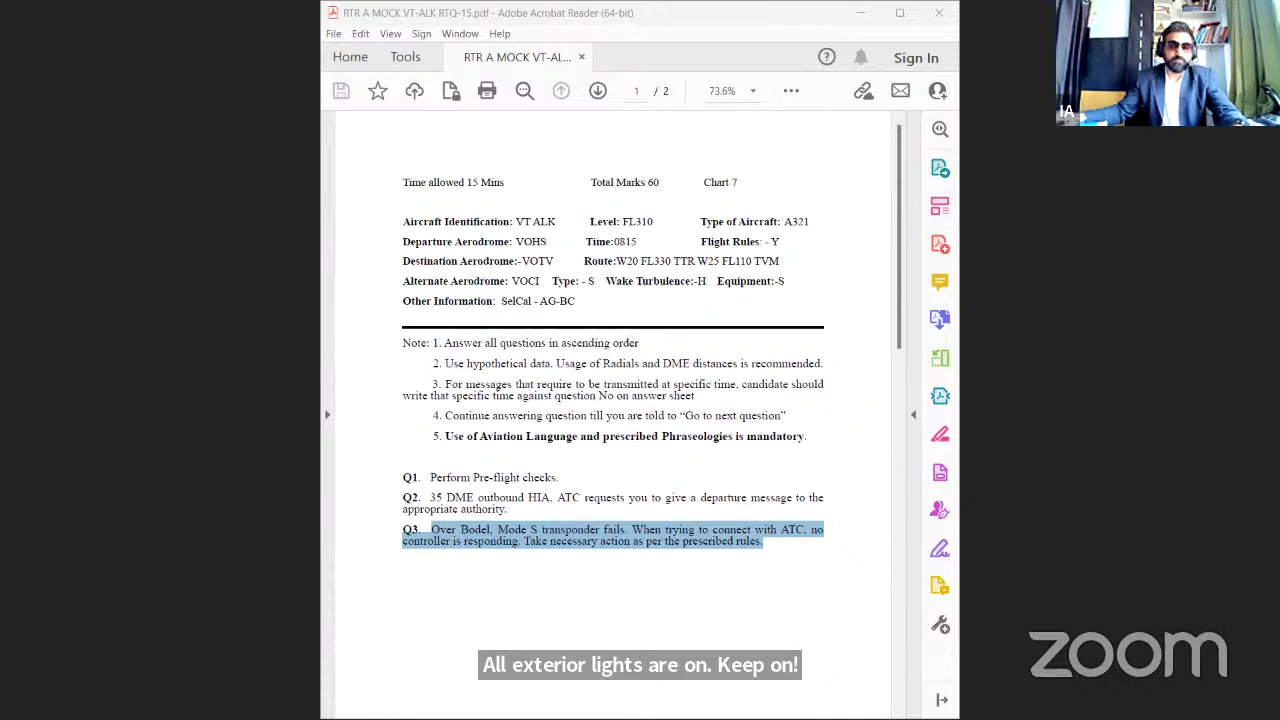 RTR A MOCK VT-ALK RTQ-15.pdf - Adobe Acrobat Reader (64-bit)
File Edit View Sign Window Help
Home Tools RTR A MOCK VT-AL... × Sign In
1 / 2 73.6%
IA
Time allowed 15 Mins Total Marks 60 Chart 7
Aircraft Identification: VT ALK Level: FL310 Type of Aircraft: A321
Departure Aerodrome: VOHS Time:0815 Flight Rules: - Y
Destination Aerodrome:-VOTV Route:W20 FL330 TTR W25 FL110 TVM
Alternate Aerodrome: VOCI Type: - S Wake Turbulence:-H Equipment:-S
Other Information: SelCal - AG-BC
Note: 1. Answer all questions in ascending order
2. Use hypothetical data. Usage of Radials and DME distances is recommended.
3. For messages that require to be transmitted at specific time, candidate should
write that specific time against question No on answer sheet
4. Continue answering question till you are told to “Go to next question”
5. Use of Aviation Language and prescribed Phraseologies is mandatory.
Q1. Perform Pre-flight checks.
Q2. 35 DME outbound HIA, ATC requests you to give a departure message to the
appropriate authority.
Q3. Over Bodel, Mode S transponder fails. When trying to connect with ATC, no
controller is responding. Take necessary action as per the prescribed rules.
All exterior lights are on. Keep on!
zoom